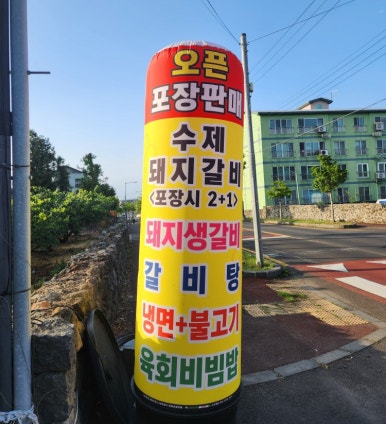 오픈
포장판매
수제
돼지갈비
<포장시 2+1>
돼지생갈비
갈비탕
냉면+불고기
육회비빔밥